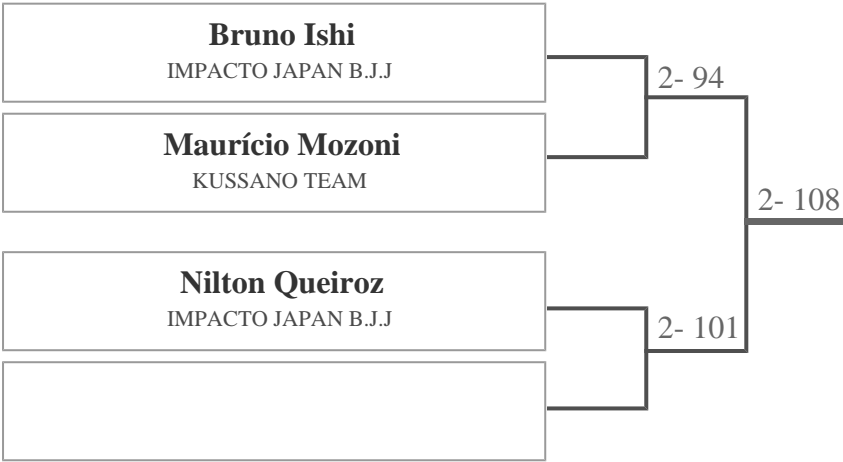 Bruno Ishi
IMPACTO JAPAN B.J.J
2- 94
Maurício Mozoni
KUSSANO TEAM
2- 108
Nilton Queiroz
IMPACTO JAPAN B.J.J
2- 101